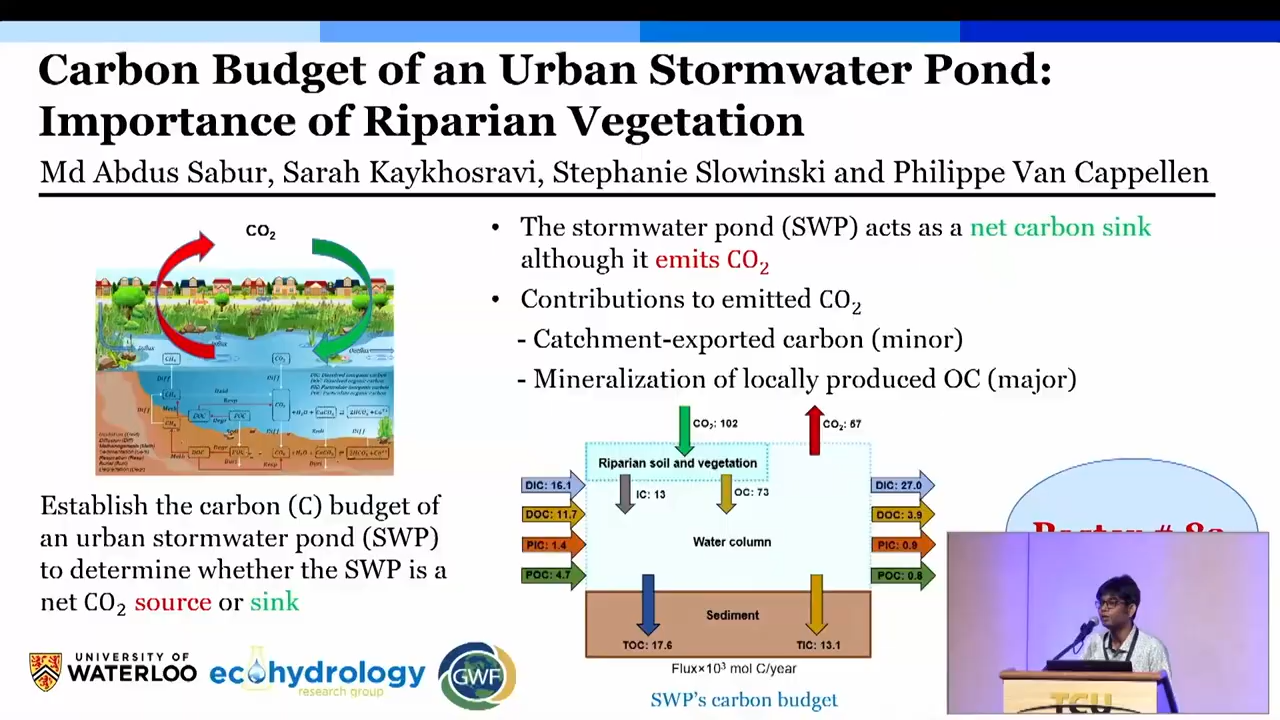 Carbon Budget of an Urban Stormwater Pond:
Importance of Riparian Vegetation
Md Abdus Sabur, Sarah Kaykhosravi, Stephanie Slowinski and Philippe Van Cappellen
CO₂
Establish the carbon (C) budget of
an urban stormwater pond (SWP)
to determine whether the SWP is a
net CO₂ source or sink
• The stormwater pond (SWP) acts as a net carbon sink
although it emits CO₂
• Contributions to emitted CO₂
- Catchment-exported carbon (minor)
- Mineralization of locally produced OC (major)
CO₂: 102
CO₂: 67
Riparian soil and vegetation
IC: 13
OC: 73
DIC: 16.1
DOC: 11.7
PIC: 1.4
POC: 4.7
Water column
DIC: 27.0
DOC: 3.9
PIC: 0.9
POC: 0.8
Sediment
TOC: 17.6
TIC: 13.1
Flux×10³ mol C/year
SWP's carbon budget
UNIVERSITY OF
WATERLOO
ecohydrology
research group
GWF
TCU